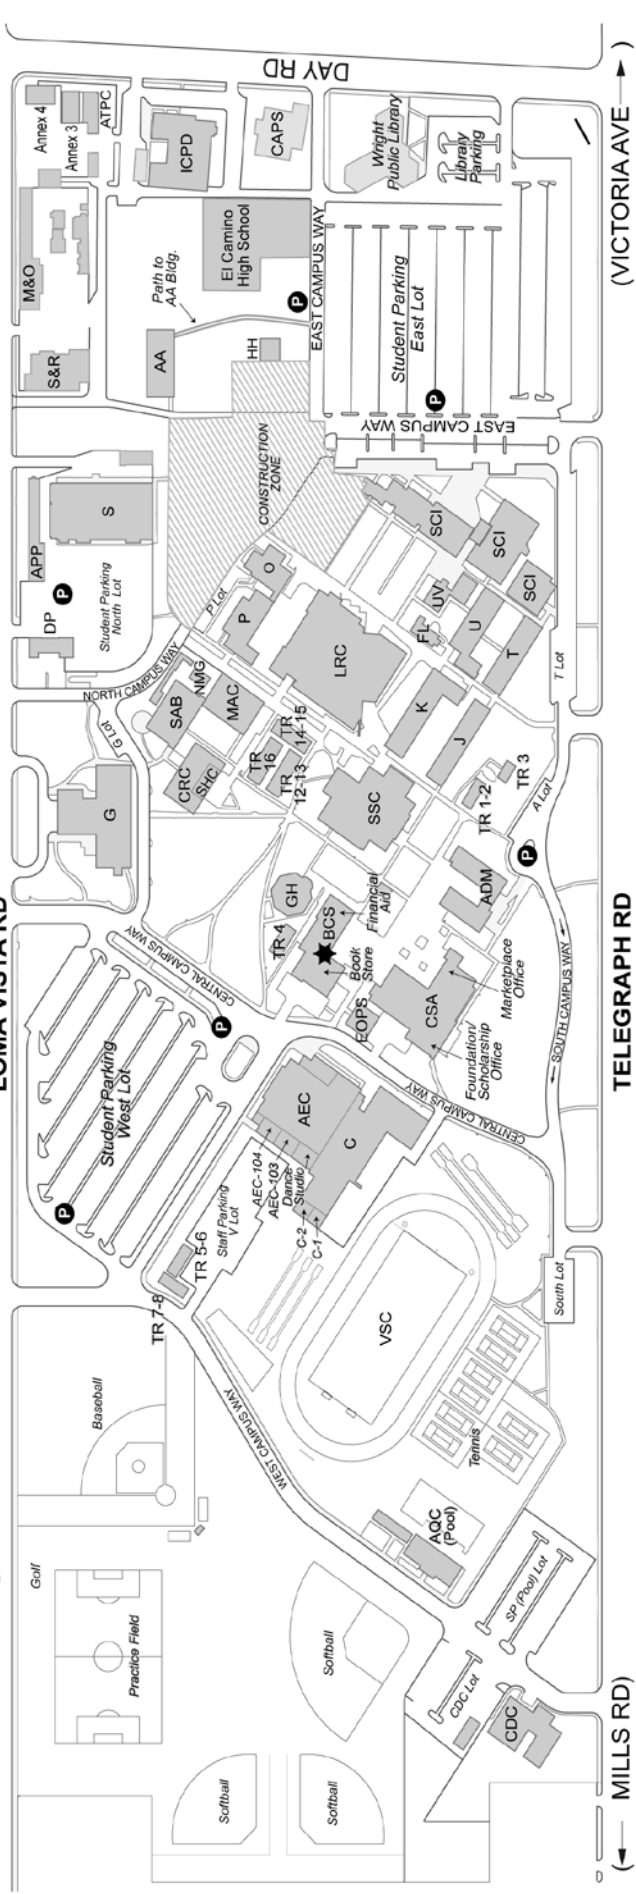 DAY RD
(VICTORIA AVE → )
Annex 4
Annex 3
ATPC
ICPD
CAPS
Wright
Public Library
Library
Parking
M&O
S&R
Path to
AA Bldg.
El Camino
High School
AA
HH
P
EAST CAMPUS WAY
Student Parking
East Lot
P
EAST CAMPUS WAY
CONSTRUCTION
ZONE
APP
S
DP
P
Student Parking
North Lot
NORTH CAMPUS WAY
G Lot
P Lot
O
P
SCI
SCI
SCI
UV
FL
U
T
T Lot
LRC
K
J
NMG
SAB
MAC
CRC
SHC
TR
14-15
TR
16
TR
12-13
SSC
TR 3
TR 1-2
A Lot
P
G
GH
TR 4
BCS
Financial
Aid
Book
Store
ADM
EOPS
CSA
Marketplace
Office
Foundation/
Scholarship
Office
CENTRAL CAMPUS WAY
P
CENTRAL CAMPUS WAY
CENTRAL CAMPUS WAY
← SOUTH CAMPUS WAY ←
LOMA VISTA RD
TELEGRAPH RD
Student Parking
West Lot
P
AEC
C
AEC-104
AEC-103
Dance
Studio
C-2
C-1
Staff Parking
V Lot
TR 5-6
TR 7-8
WEST CAMPUS WAY
VSC
South Lot
Tennis
AQC
(Pool)
SP (Pool) Lot
CDC Lot
CDC
Baseball
Golf
Practice Field
Softball
Softball
Softball
(← MILLS RD)